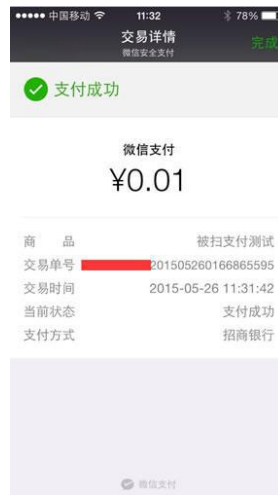 中国移动 11:32 78%
交易详情
微信安全支付
完成
支付成功
微信支付
¥0.01
商 品 被扫支付测试
交易单号 201505260166865595
交易时间 2015-05-26 11:31:42
当前状态 支付成功
支付方式 招商银行
微信支付